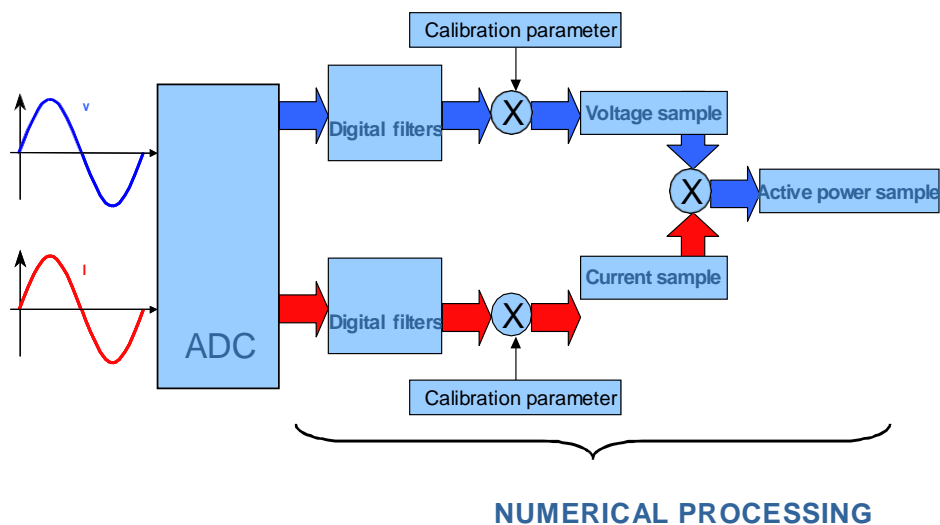 Calibration parameter
v
Digital filters
X
Voltage sample
X
Active power sample
I
ADC
Digital filters
X
Current sample
Calibration parameter
NUMERICAL PROCESSING